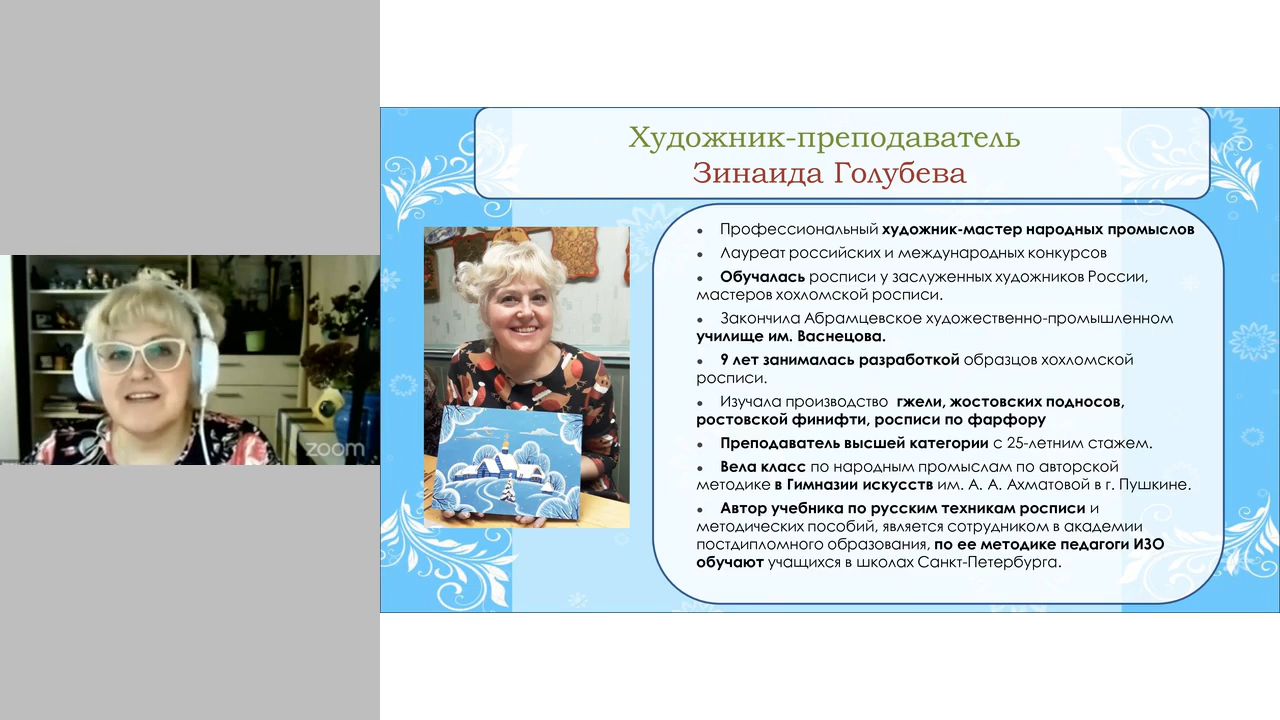 Художник-преподаватель
Зинаида Голубева
• Профессиональный художник-мастер народных промыслов
• Лауреат российских и международных конкурсов
• Обучалась росписи у заслуженных художников России,
мастеров хохломской росписи.
• Закончила Абрамцевское художественно-промышленном
училище им. Васнецова.
• 9 лет занималась разработкой образцов хохломской
росписи.
• Изучала производство гжели, жостовских подносов,
ростовской финифти, росписи по фарфору
• Преподаватель высшей категории с 25-летним стажем.
• Вела класс по народным промыслам по авторской
методике в Гимназии искусств им. А. А. Ахматовой в г. Пушкине.
• Автор учебника по русским техникам росписи и
методических пособий, является сотрудником в академии
постдипломного образования, по ее методике педагоги ИЗО
обучают учащихся в школах Санкт-Петербурга.
zoom